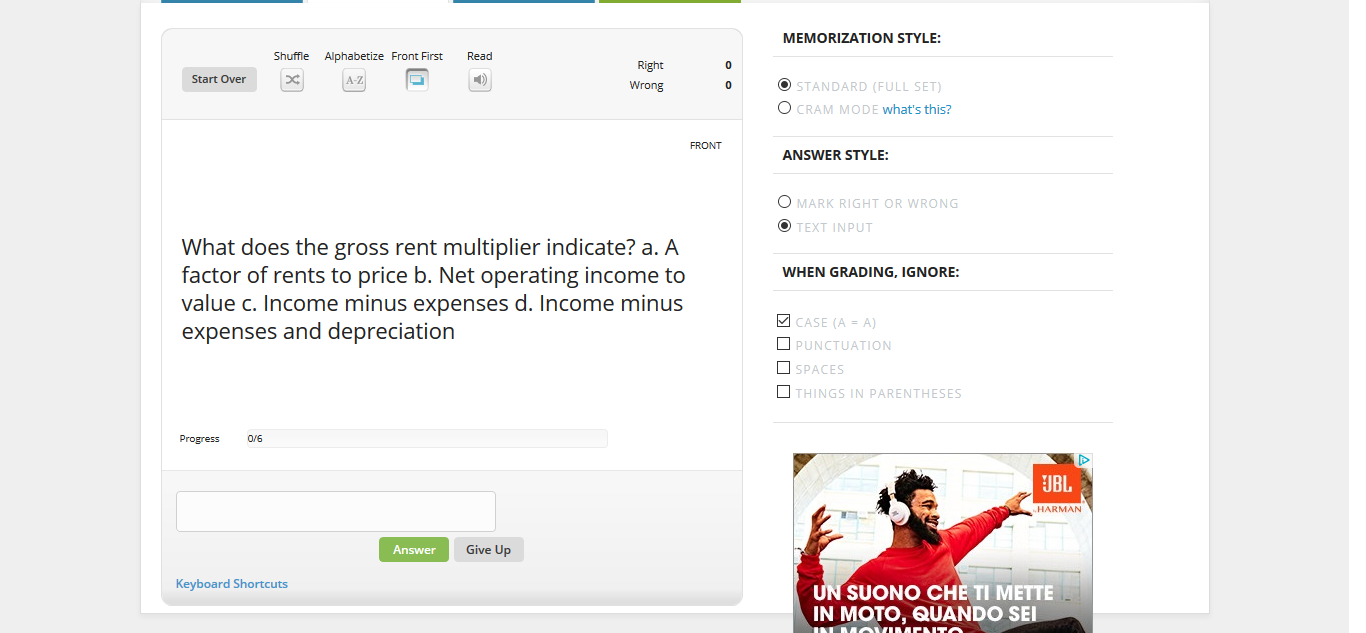 Shuffle Alphabetize Front First Read
Start Over
A-Z
Right 0
Wrong 0
FRONT
What does the gross rent multiplier indicate? a. A
factor of rents to price b. Net operating income to
value c. Income minus expenses d. Income minus
expenses and depreciation
Progress 0/6
Answer Give Up
Keyboard Shortcuts
MEMORIZATION STYLE:
STANDARD (FULL SET)
CRAM MODE what's this?
ANSWER STYLE:
MARK RIGHT OR WRONG
TEXT INPUT
WHEN GRADING, IGNORE:
CASE (A = A)
PUNCTUATION
SPACES
THINGS IN PARENTHESES
JBL
by HARMAN
UN SUONO CHE TI METTE
IN MOTO, QUANDO SEI
IN MOVIMENTO